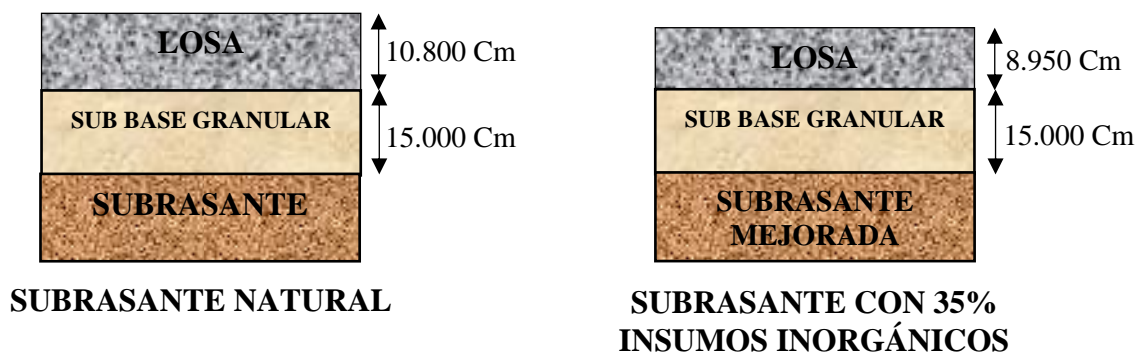 LOSA
10.800 Cm
SUB BASE GRANULAR
15.000 Cm
SUBRASANTE
SUBRASANTE NATURAL
LOSA
8.950 Cm
SUB BASE GRANULAR
15.000 Cm
SUBRASANTE
MEJORADA
SUBRASANTE CON 35%
INSUMOS INORGÁNICOS